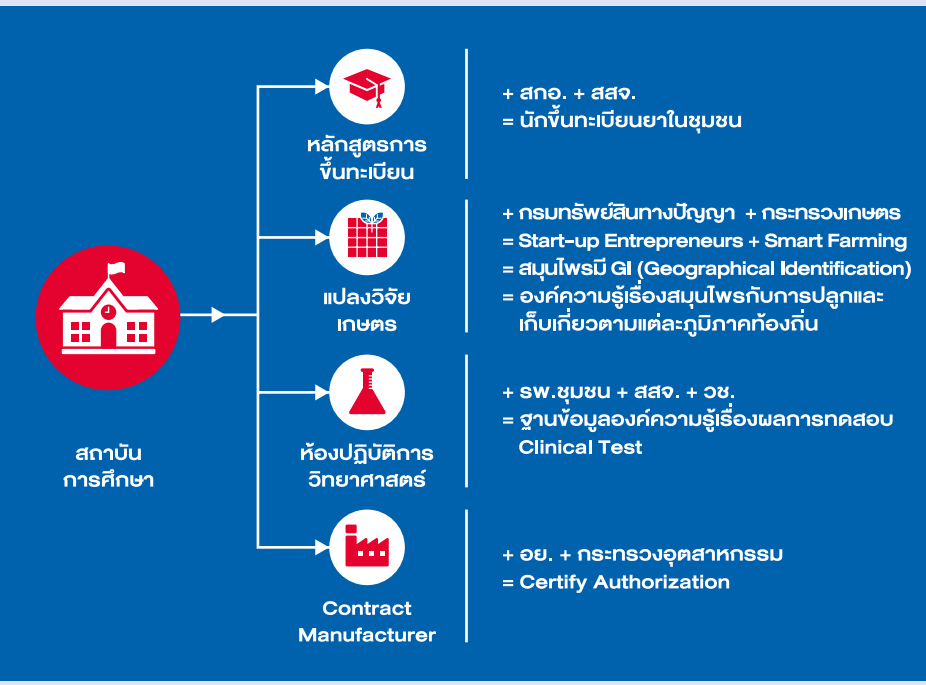 สถาบัน
การศึกษา
หลักสูตรการ
ขึ้นทะเบียน
+ สกอ. + สสจ.
= นักขึ้นทะเบียนยาในชุมชน
แปลงวิจัย
เกษตร
+ กรมทรัพย์สินทางปัญญา + กระทรวงเกษตร
= Start-up Entrepreneurs + Smart Farming
= สมุนไพรมี GI (Geographical Identification)
= องค์ความรู้เรื่องสมุนไพรกับการปลูกและ
เก็บเกี่ยวตามแต่ละภูมิภาคท้องถิ่น
ห้องปฏิบัติการ
วิทยาศาสตร์
+ รพ.ชุมชน + สสจ. + วช.
= ฐานข้อมูลองค์ความรู้เรื่องผลการทดสอบ
Clinical Test
Contract
Manufacturer
+ อย. + กระทรวงอุตสาหกรรม
= Certify Authorization